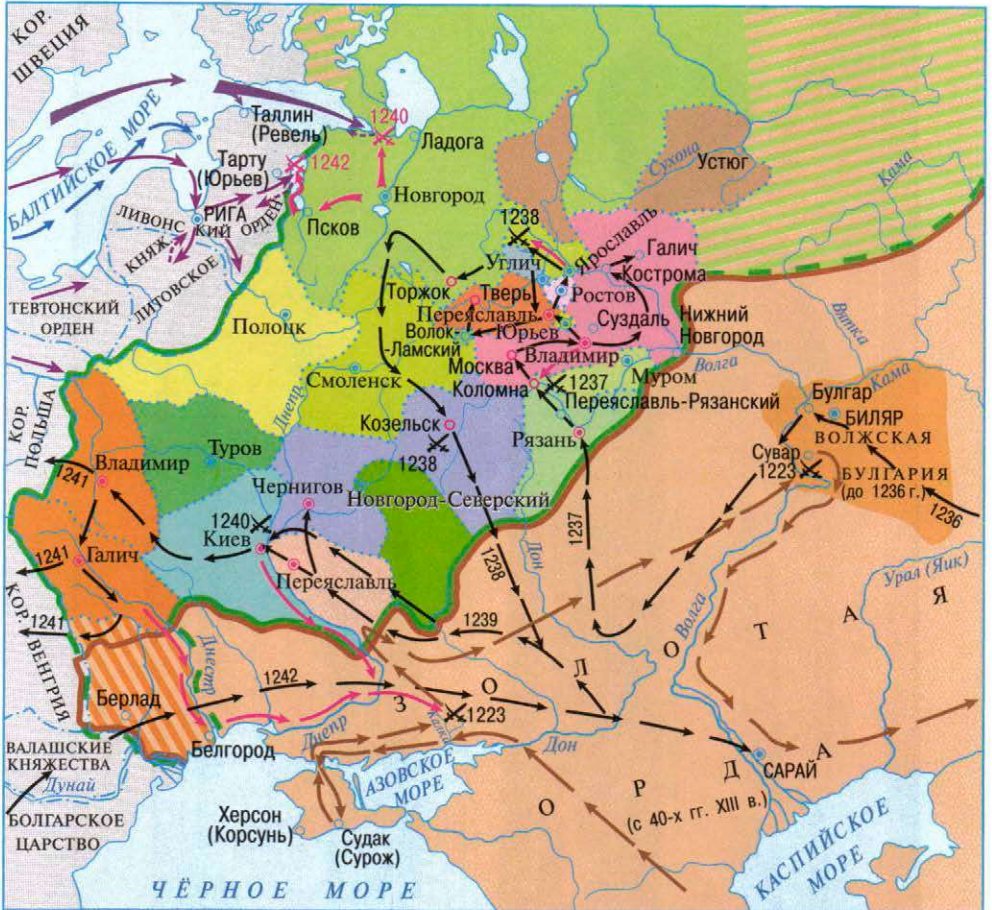 КОР.
ШВЕЦИЯ
БАЛТИЙСКОЕ МОРЕ
Таллин
(Ревель)
1240
Ладога
Тарту
(Юрьев)
1242
Новгород
Псков
РИГА
ЛИВОНС-
КИЙ ОРДЕН
КНЯЖ.
ЛИТОВСКОЕ
ТЕВТОНСКИЙ
ОРДЕН
Сухона
Устюг
Кама
1238
Углич
Ярославль
Галич
Кострома
Торжок
Тверь
Ростов
Переяславль
Юрьев
Суздаль
Нижний
Новгород
Волок-
-Ламский
Владимир
Москва
Волга
Вятка
Коломна
1237
Муром
Переяславль-Рязанский
Полоцк
Днепр
Смоленск
Козельск
1238
Рязань
Булгар
Кама
БИЛЯР
ВОЛЖСКАЯ
Сувар
1223
БУЛГАРИЯ
(до 1236 г.)
1236
КОР.
ПОЛЬША
1241
Владимир
Туров
Чернигов
Новгород-Северский
1240
Киев
Переяславль
1241
Галич
Дон
1237
1238
Урал (Яик)
Волга
КОР. ВЕНГРИЯ
1241
Днестр
1239
1242
Берлад
Белгород
1223
Калка
Днепр
Дон
ЗОЛОТАЯ
ОРДА
(с 40-х гг. XIII в.)
САРАЙ
ВАЛАШСКИЕ
КНЯЖЕСТВА
Дунай
БОЛГАРСКОЕ
ЦАРСТВО
АЗОВСКОЕ
МОРЕ
Херсон
(Корсунь)
Судак
(Сурож)
ЧЁРНОЕ МОРЕ
КАСПИЙСКОЕ
МОРЕ